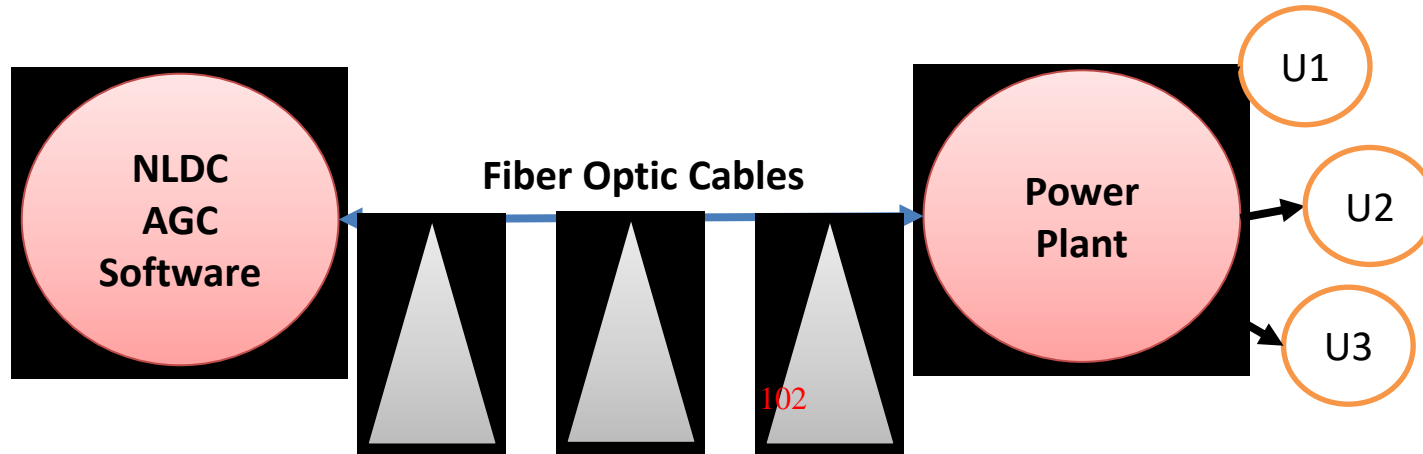 NLDC
AGC
Software
Fiber Optic Cables
Power
Plant
U1
U2
U3
102